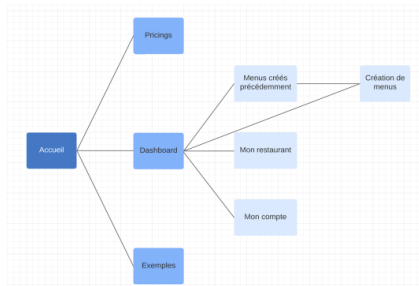 Pricings
Menus créés
précédemment
Création de
menus
Accueil
Dashboard
Mon restaurant
Mon compte
Exemples